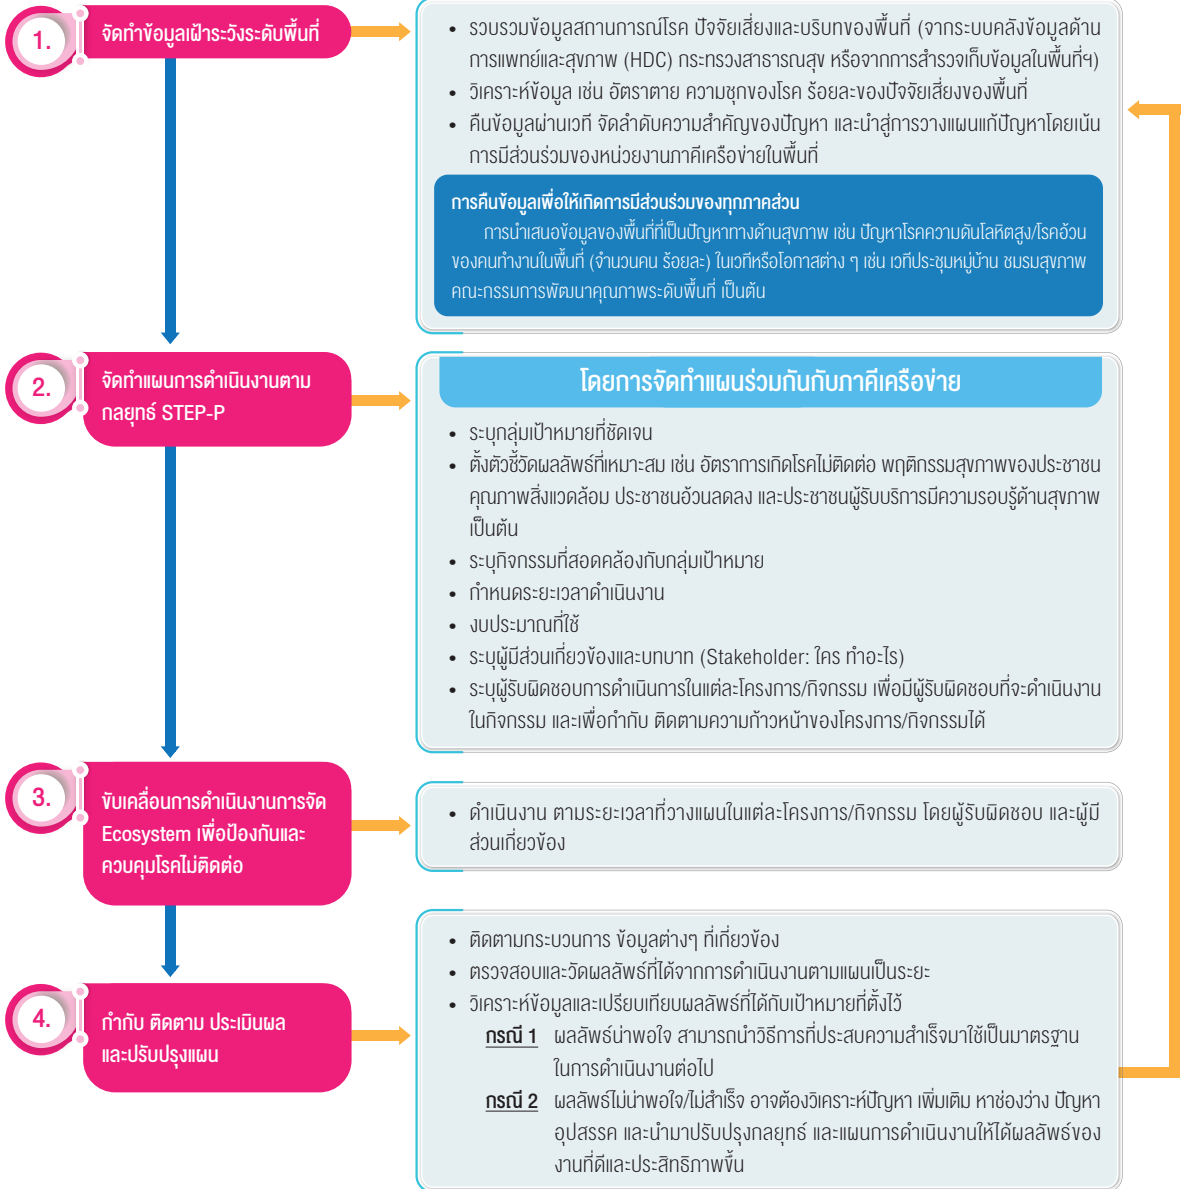 1.
จัดทำข้อมูลเฝ้าระวังระดับพื้นที่
• รวบรวมข้อมูลสถานการณ์โรค ปัจจัยเสี่ยงและบริบทของพื้นที่ (จากระบบคลังข้อมูลด้าน
การแพทย์และสุขภาพ (HDC) กระทรวงสาธารณสุข หรือจากการสำรวจเก็บข้อมูลในพื้นที่ฯ)
• วิเคราะห์ข้อมูล เช่น อัตราตาย ความชุกของโรค ร้อยละของปัจจัยเสี่ยงของพื้นที่
• คืนข้อมูลผ่านเวที จัดลำดับความสำคัญของปัญหา และนำสู่การวางแผนแก้ปัญหาโดยเน้น
การมีส่วนร่วมของหน่วยงานภาคีเครือข่ายในพื้นที่
การคืนข้อมูลเพื่อให้เกิดการมีส่วนร่วมของทุกภาคส่วน
การนำเสนอข้อมูลของพื้นที่ที่เป็นปัญหาทางด้านสุขภาพ เช่น ปัญหาโรคความดันโลหิตสูง/โรคอ้วน
ของคนทำงานในพื้นที่ (จำนวนคน ร้อยละ) ในเวทีหรือโอกาสต่าง ๆ เช่น เวทีประชุมหมู่บ้าน ชมรมสุขภาพ
คณะกรรมการพัฒนาคุณภาพระดับพื้นที่ เป็นต้น
2.
จัดทำแผนการดำเนินงานตาม
กลยุทธ์ STEP-P
โดยการจัดทำแผนร่วมกันกับภาคีเครือข่าย
• ระบุกลุ่มเป้าหมายที่ชัดเจน
• ตั้งตัวชี้วัดผลลัพธ์ที่เหมาะสม เช่น อัตราการเกิดโรคไม่ติดต่อ พฤติกรรมสุขภาพของประชาชน
คุณภาพสิ่งแวดล้อม ประชาชนอ้วนลดลง และประชาชนผู้รับบริการมีความรอบรู้ด้านสุขภาพ
เป็นต้น
• ระบุกิจกรรมที่สอดคล้องกับกลุ่มเป้าหมาย
• กำหนดระยะเวลาดำเนินงาน
• งบประมาณที่ใช้
• ระบุผู้มีส่วนเกี่ยวข้องและบทบาท (Stakeholder: ใคร ทำอะไร)
• ระบุผู้รับผิดชอบการดำเนินการในแต่ละโครงการ/กิจกรรม เพื่อมีผู้รับผิดชอบที่จะดำเนินงาน
ในกิจกรรม และเพื่อกำกับ ติดตามความก้าวหน้าของโครงการ/กิจกรรมได้
3.
ขับเคลื่อนการดำเนินงานการจัด
Ecosystem เพื่อป้องกันและ
ควบคุมโรคไม่ติดต่อ
• ดำเนินงาน ตามระยะเวลาที่วางแผนในแต่ละโครงการ/กิจกรรม โดยผู้รับผิดชอบ และผู้มี
ส่วนเกี่ยวข้อง
4.
กำกับ ติดตาม ประเมินผล
และปรับปรุงแผน
• ติดตามกระบวนการ ข้อมูลต่างๆ ที่เกี่ยวข้อง
• ตรวจสอบและวัดผลลัพธ์ที่ได้จากการดำเนินงานตามแผนเป็นระยะ
• วิเคราะห์ข้อมูลและเปรียบเทียบผลลัพธ์ที่ได้กับเป้าหมายที่ตั้งไว้
กรณี 1 ผลลัพธ์น่าพอใจ สามารถนำวิธีการที่ประสบความสำเร็จมาใช้เป็นมาตรฐาน
ในการดำเนินงานต่อไป
กรณี 2 ผลลัพธ์ไม่น่าพอใจ/ไม่สำเร็จ อาจต้องวิเคราะห์ปัญหา เพิ่มเติม หาช่องว่าง ปัญหา
อุปสรรค และนำมาปรับปรุงกลยุทธ์ และแผนการดำเนินงานให้ได้ผลลัพธ์ของ
งานที่ดีและประสิทธิภาพขึ้น